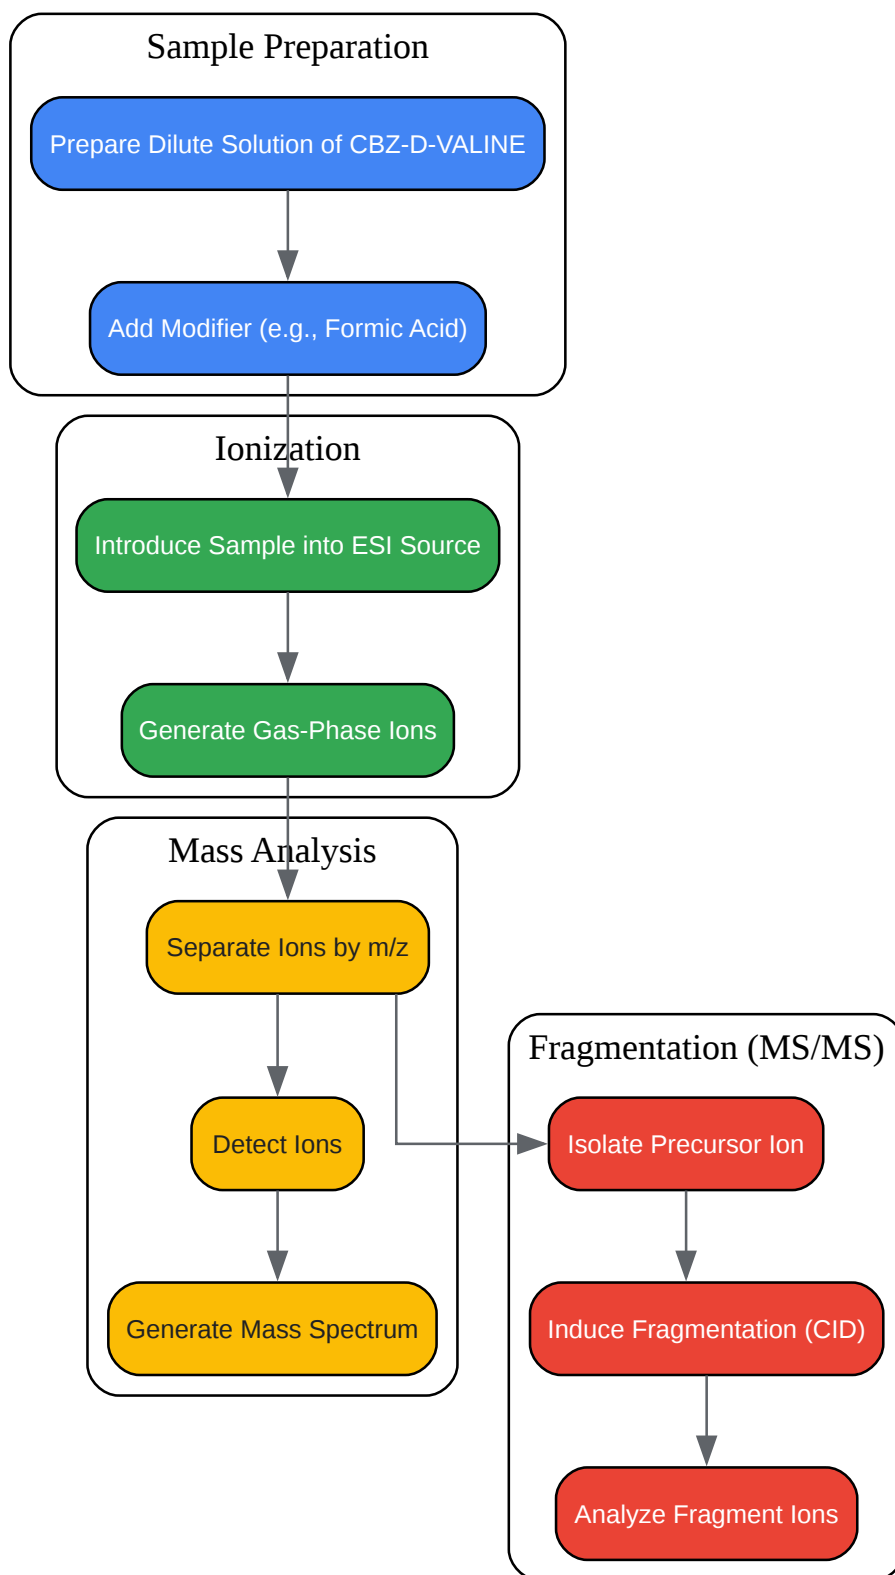 Sample Preparation
Prepare Dilute Solution of CBZ-D-VALINE
Add Modifier (e.g., Formic Acid)
Ionization
Introduce Sample into ESI Source
Generate Gas-Phase Ions
Mass Analysis
Separate Ions by m/z
Detect Ions
Generate Mass Spectrum
Fragmentation (MS/MS)
Isolate Precursor Ion
Induce Fragmentation (CID)
Analyze Fragment Ions